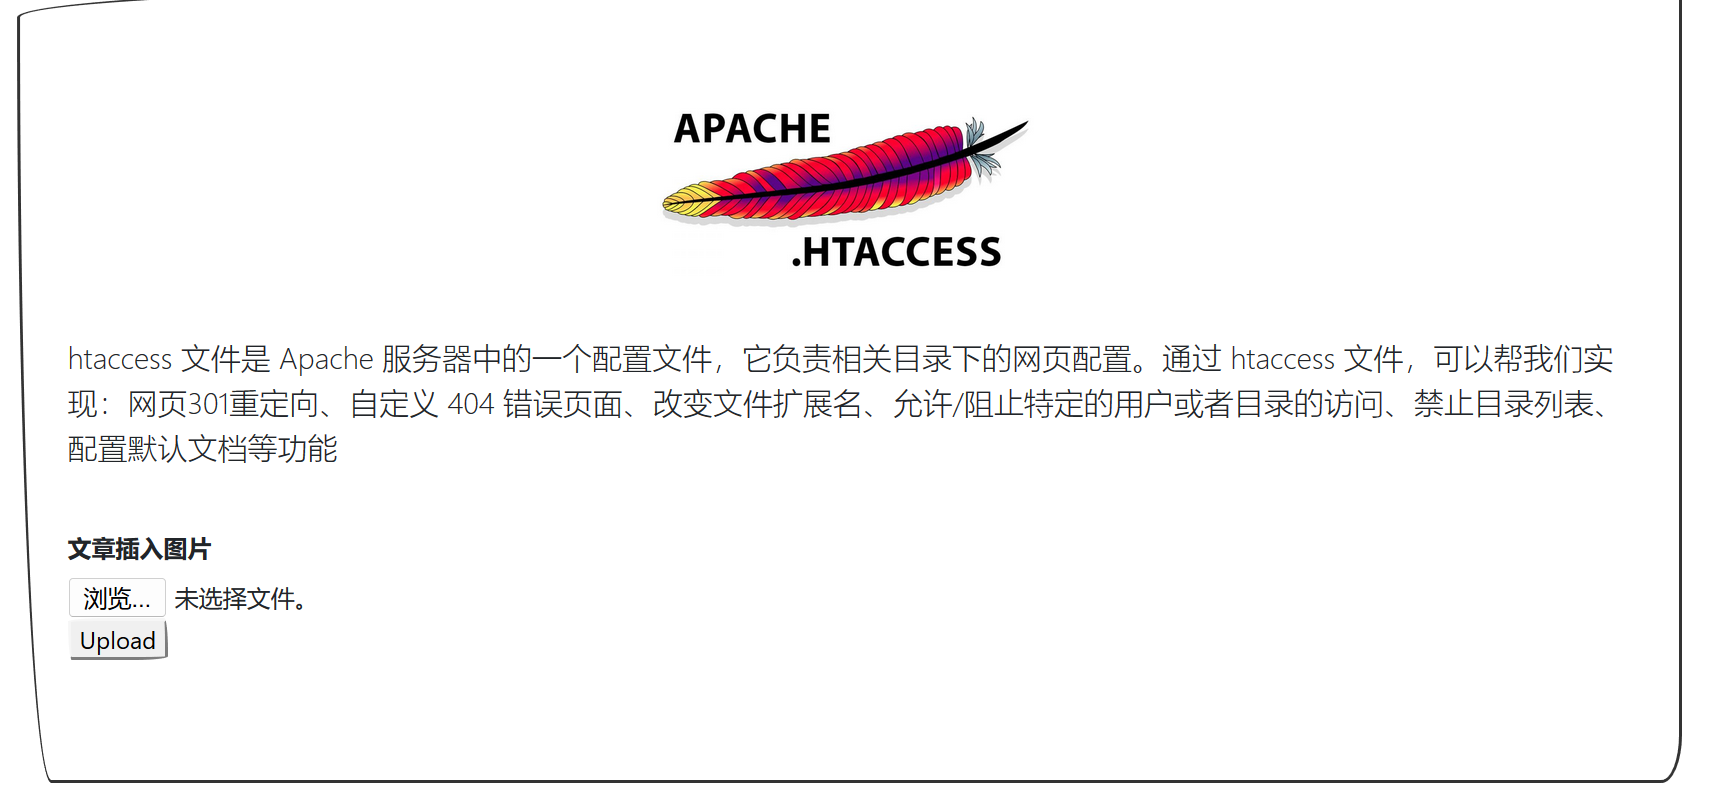 APACHE
.HTACCESS
htaccess 文件是 Apache 服务器中的一个配置文件，它负责相关目录下的网页配置。通过 htaccess 文件，可以帮我们实
现：网页301重定向、自定义 404 错误页面、改变文件扩展名、允许/阻止特定的用户或者目录的访问、禁止目录列表、
配置默认文档等功能
文章插入图片
浏览... 未选择文件。
Upload